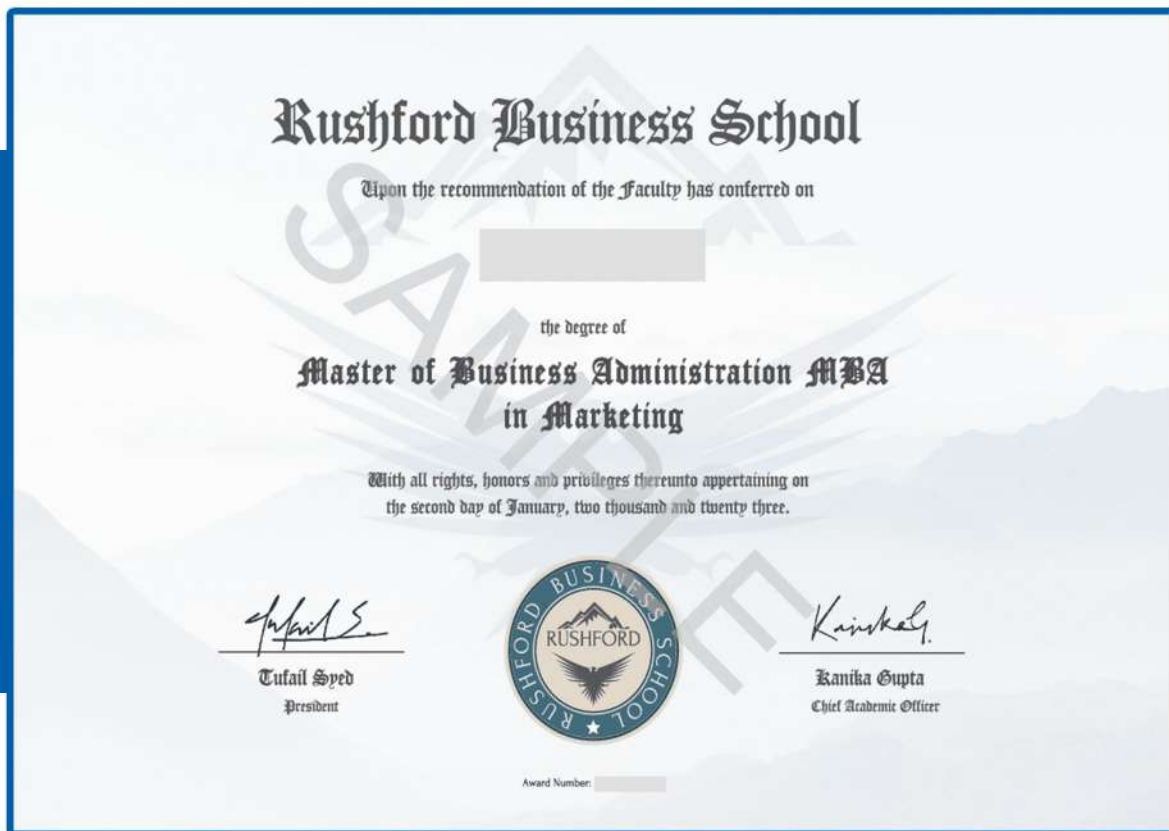 Rushford Business School
Upon the recommendation of the Faculty has conferred on
the degree of
Master of Business Administration MBA
in Marketing
With all rights, honors and privileges thereunto appertaining on
the second day of January, two thousand and twenty three.
SAMPLE
Tufail S.
Tufail Syed
President
RUSHFORD BUSINESS SCHOOL
RUSHFORD
KanikaG.
Kanika Gupta
Chief Academic Officer
Award Number: